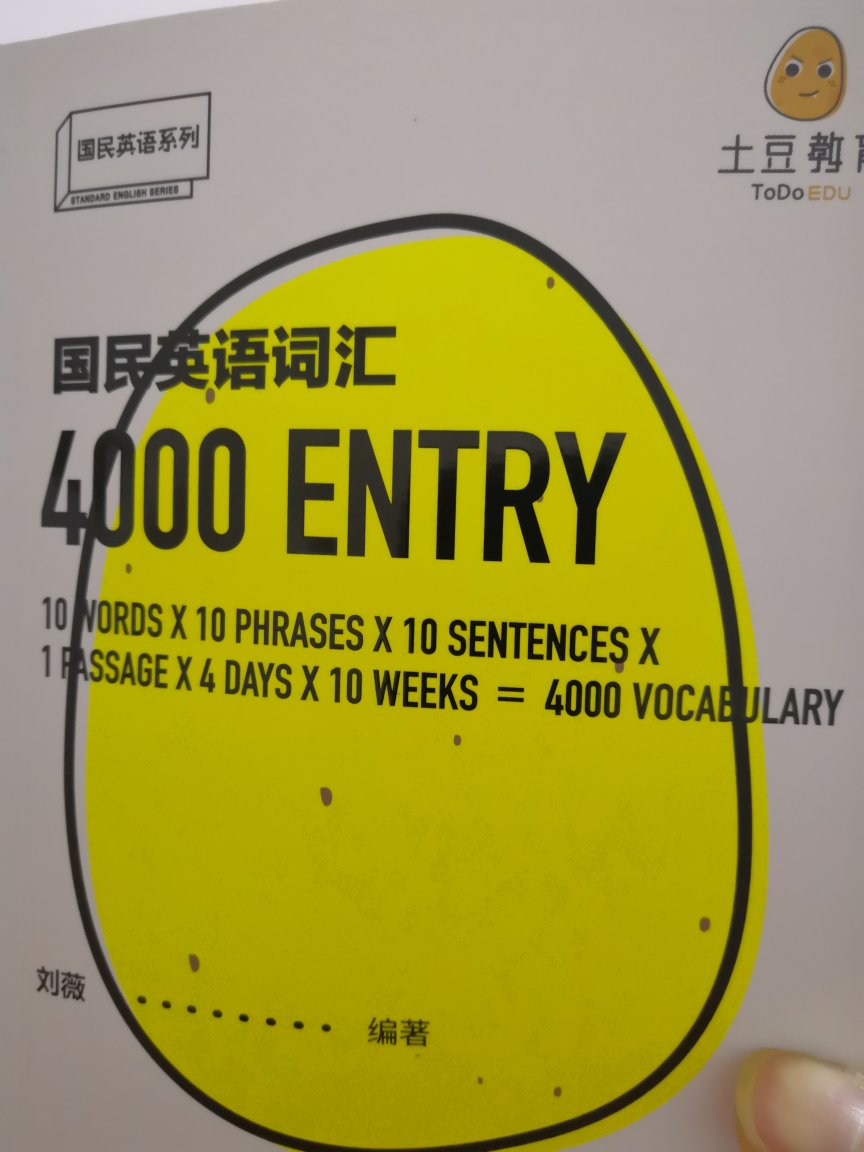 国民英语系列
STANDARD ENGLISH SERIES
土豆教育
ToDo EDU
国民英语词汇
4000 ENTRY
10 WORDS X 10 PHRASES X 10 SENTENCES X
1 PASSAGE X 4 DAYS X 10 WEEKS = 4000 VOCABULARY
刘薇 ········ 编著